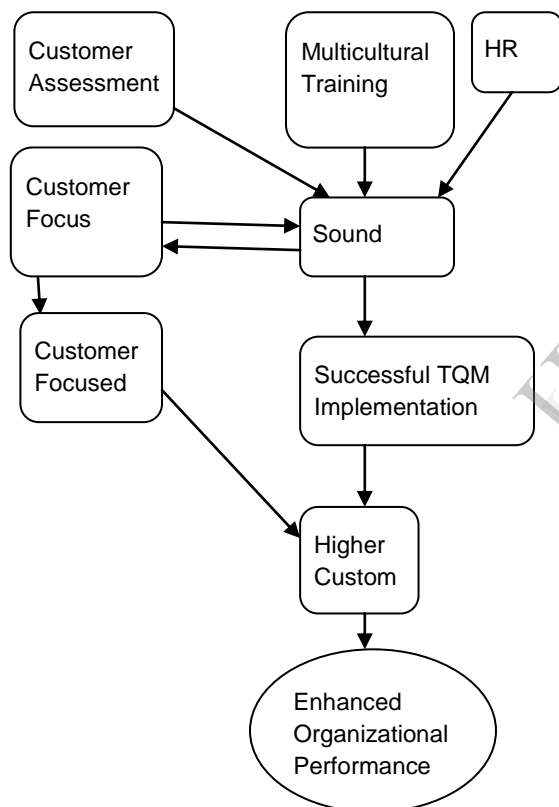 Customer
Assessment
Multicultural
Training
HR
Customer
Focus
Sound
Customer
Focused
Successful TQM
Implementation
Higher
Custom
Enhanced
Organizational
Performance